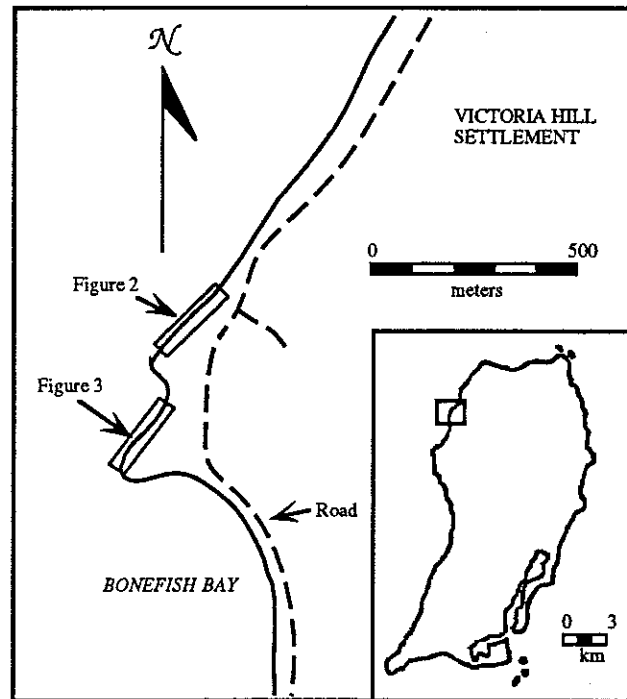 N
VICTORIA HILL
SETTLEMENT
0 500
meters
Figure 2
Figure 3
Road
BONEFISH BAY
0 3
km